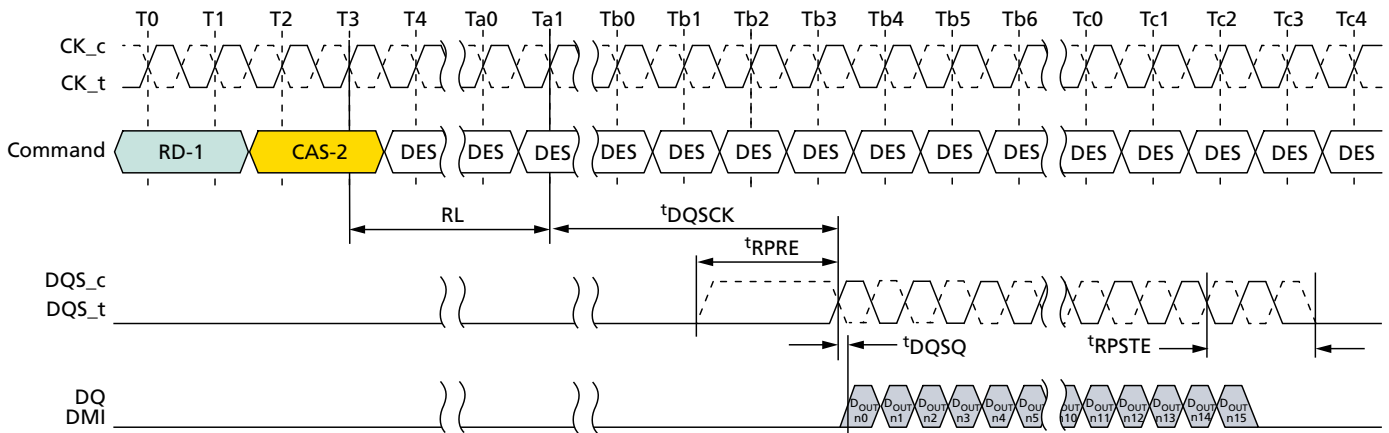 T0 T1 T2 T3 T4 Ta0 Ta1 Tb0 Tb1 Tb2 Tb3 Tb4 Tb5 Tb6 Tc0 Tc1 Tc2 Tc3 Tc4
CK_c
CK_t
Command RD-1 CAS-2 DES DES DES DES DES DES DES DES DES DES DES DES DES DES DES
RL tDQSCK
tRPRE
DQS_c
DQS_t
tDQSQ tRPSTE
DQ
DMI
DOUT n0 DOUT n1 DOUT n2 DOUT n3 DOUT n4 DOUT n5 DOUT n10 DOUT n11 DOUT n12 DOUT n13 DOUT n14 DOUT n15